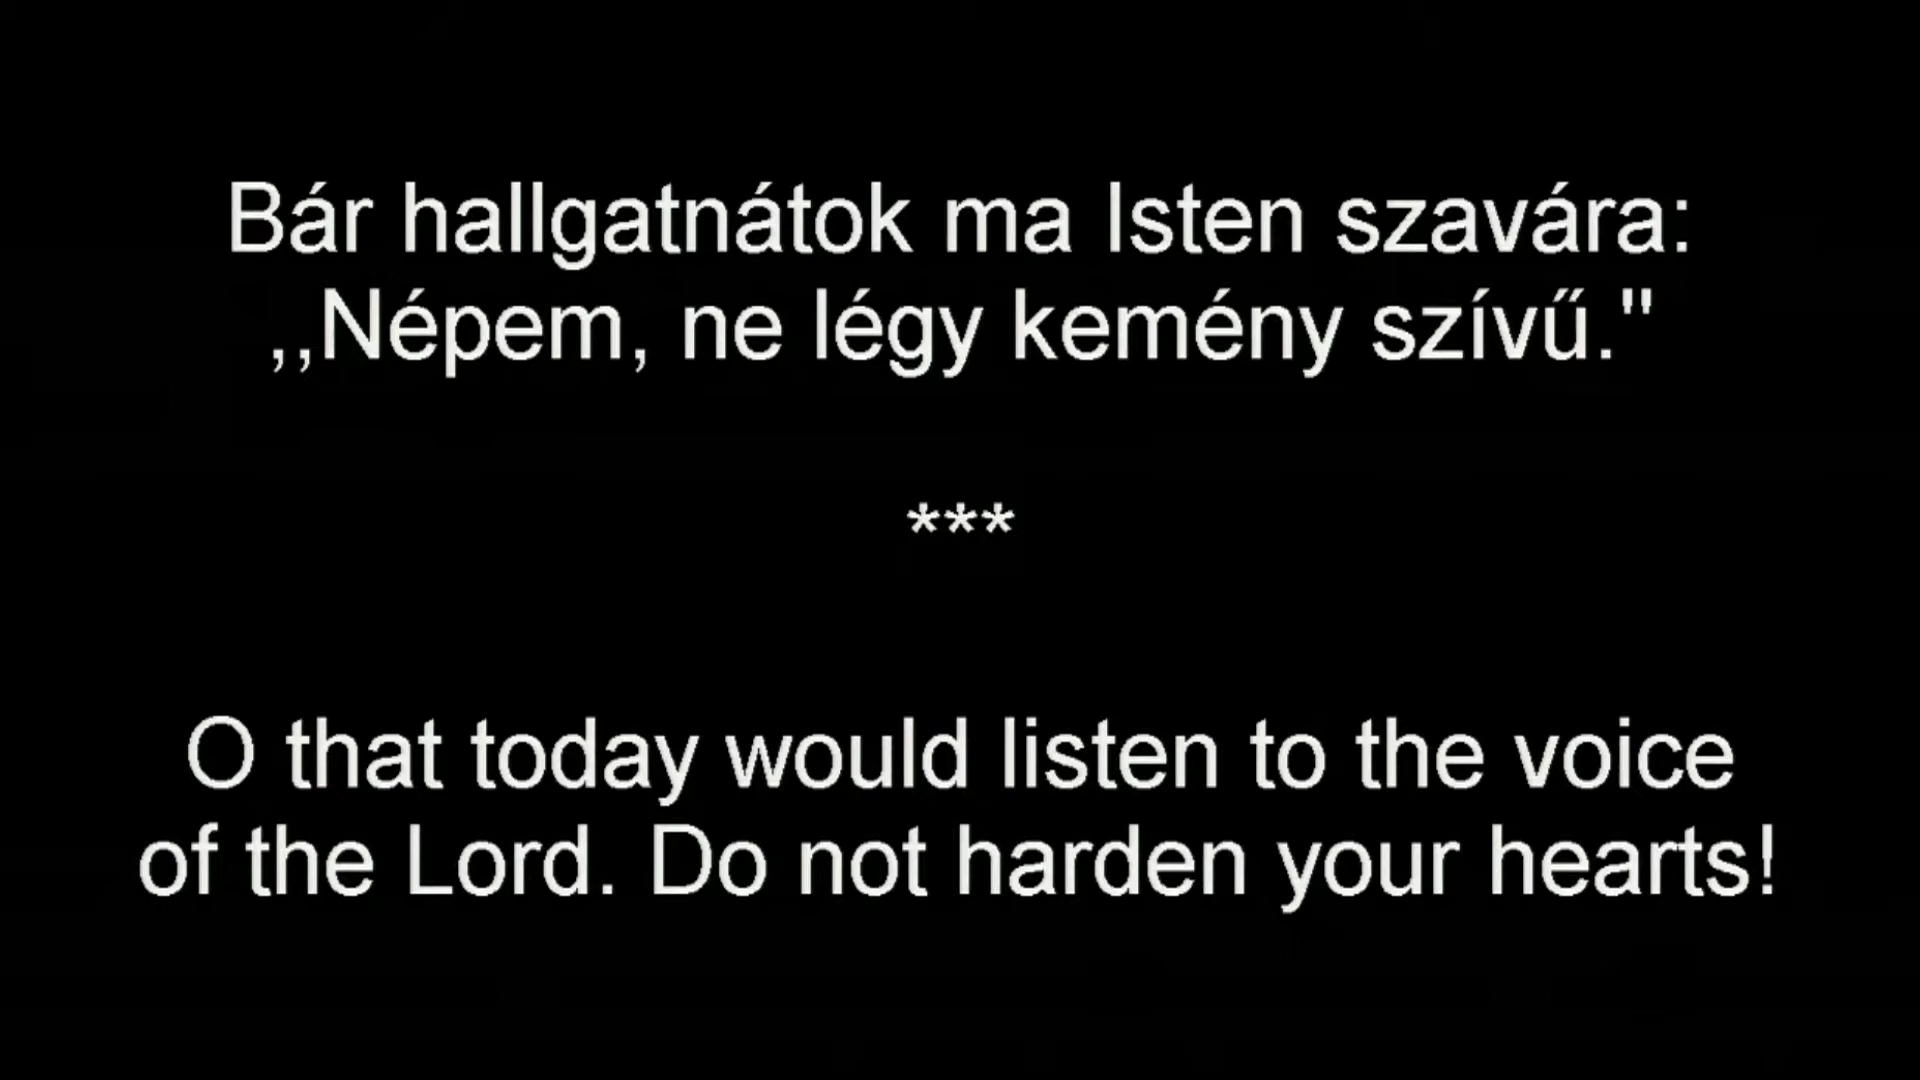 Bár hallgatnátok ma Isten szavára:
,,Népem, ne légy kemény szívű."
***
O that today would listen to the voice
of the Lord. Do not harden your hearts!